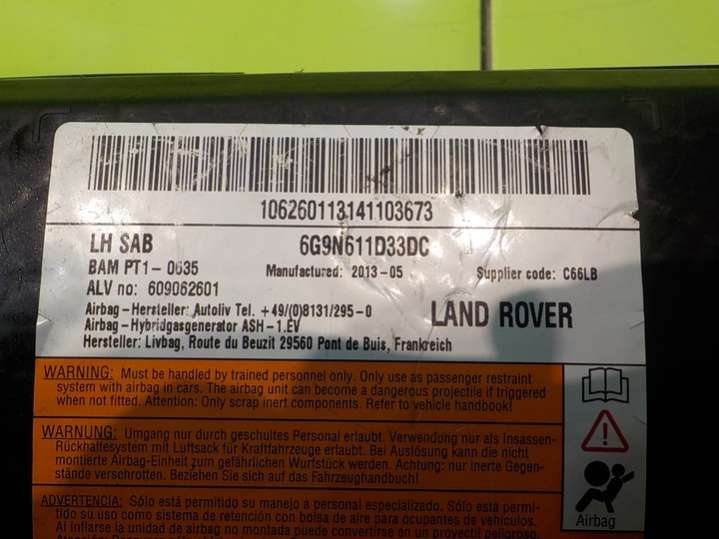 106260113141103673
LH SAB 6G9N611D33DC
BAM PT1-0635 Manufactured: 2013-05 Supplier code: C66LB
ALV no: 609062601
Airbag-Hersteller: Autoliv Tel. +49/(0)8131/295-0 LAND ROVER
Airbag-Hybridgasgenerator ASH-1.EV
Hersteller: Livbag, Route du Beuzit 29560 Pont de Buis, Frankreich
WARNING: Must be handled by trained personnel only. Only use as passenger restraint
system with airbag in cars. The airbag unit can become a dangerous projectile if triggered
when not fitted. Attention: Only scrap inert components. Refer to vehicle handbook!
WARNUNG: Umgang nur durch geschultes Personal erlaubt. Verwendung nur als Insassen-
Rückhaltesystem mit Luftsack für Kraftfahrzeuge erlaubt. Bei Auslösung kann die nicht
montierte Airbag-Einheit zum gefährlichen Wurfstück werden. Achtung: nur inerte Gegen-
stände verschrotten. Beziehen Sie sich auf das Fahrzeughandbuch!
Airbag
ADVERTENCIA: Sólo está permitido su manejo a personal especializado. Sólo está permi-
tido su uso como sistema de retención con bolsa de aire para ocupantes de vehículos.
Al inflarse la unidad de airbag no montada puede convertirse en un proyectil peligroso.